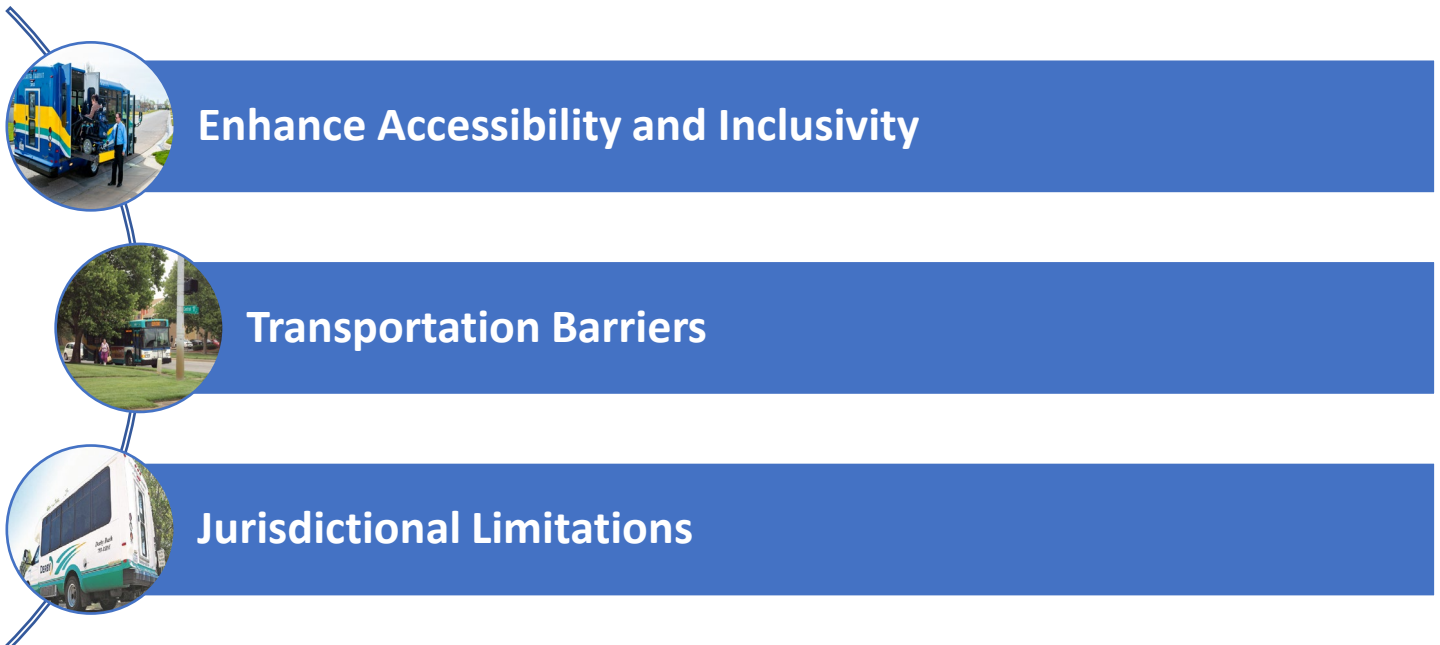 Enhance Accessibility and Inclusivity
Transportation Barriers
Jurisdictional Limitations